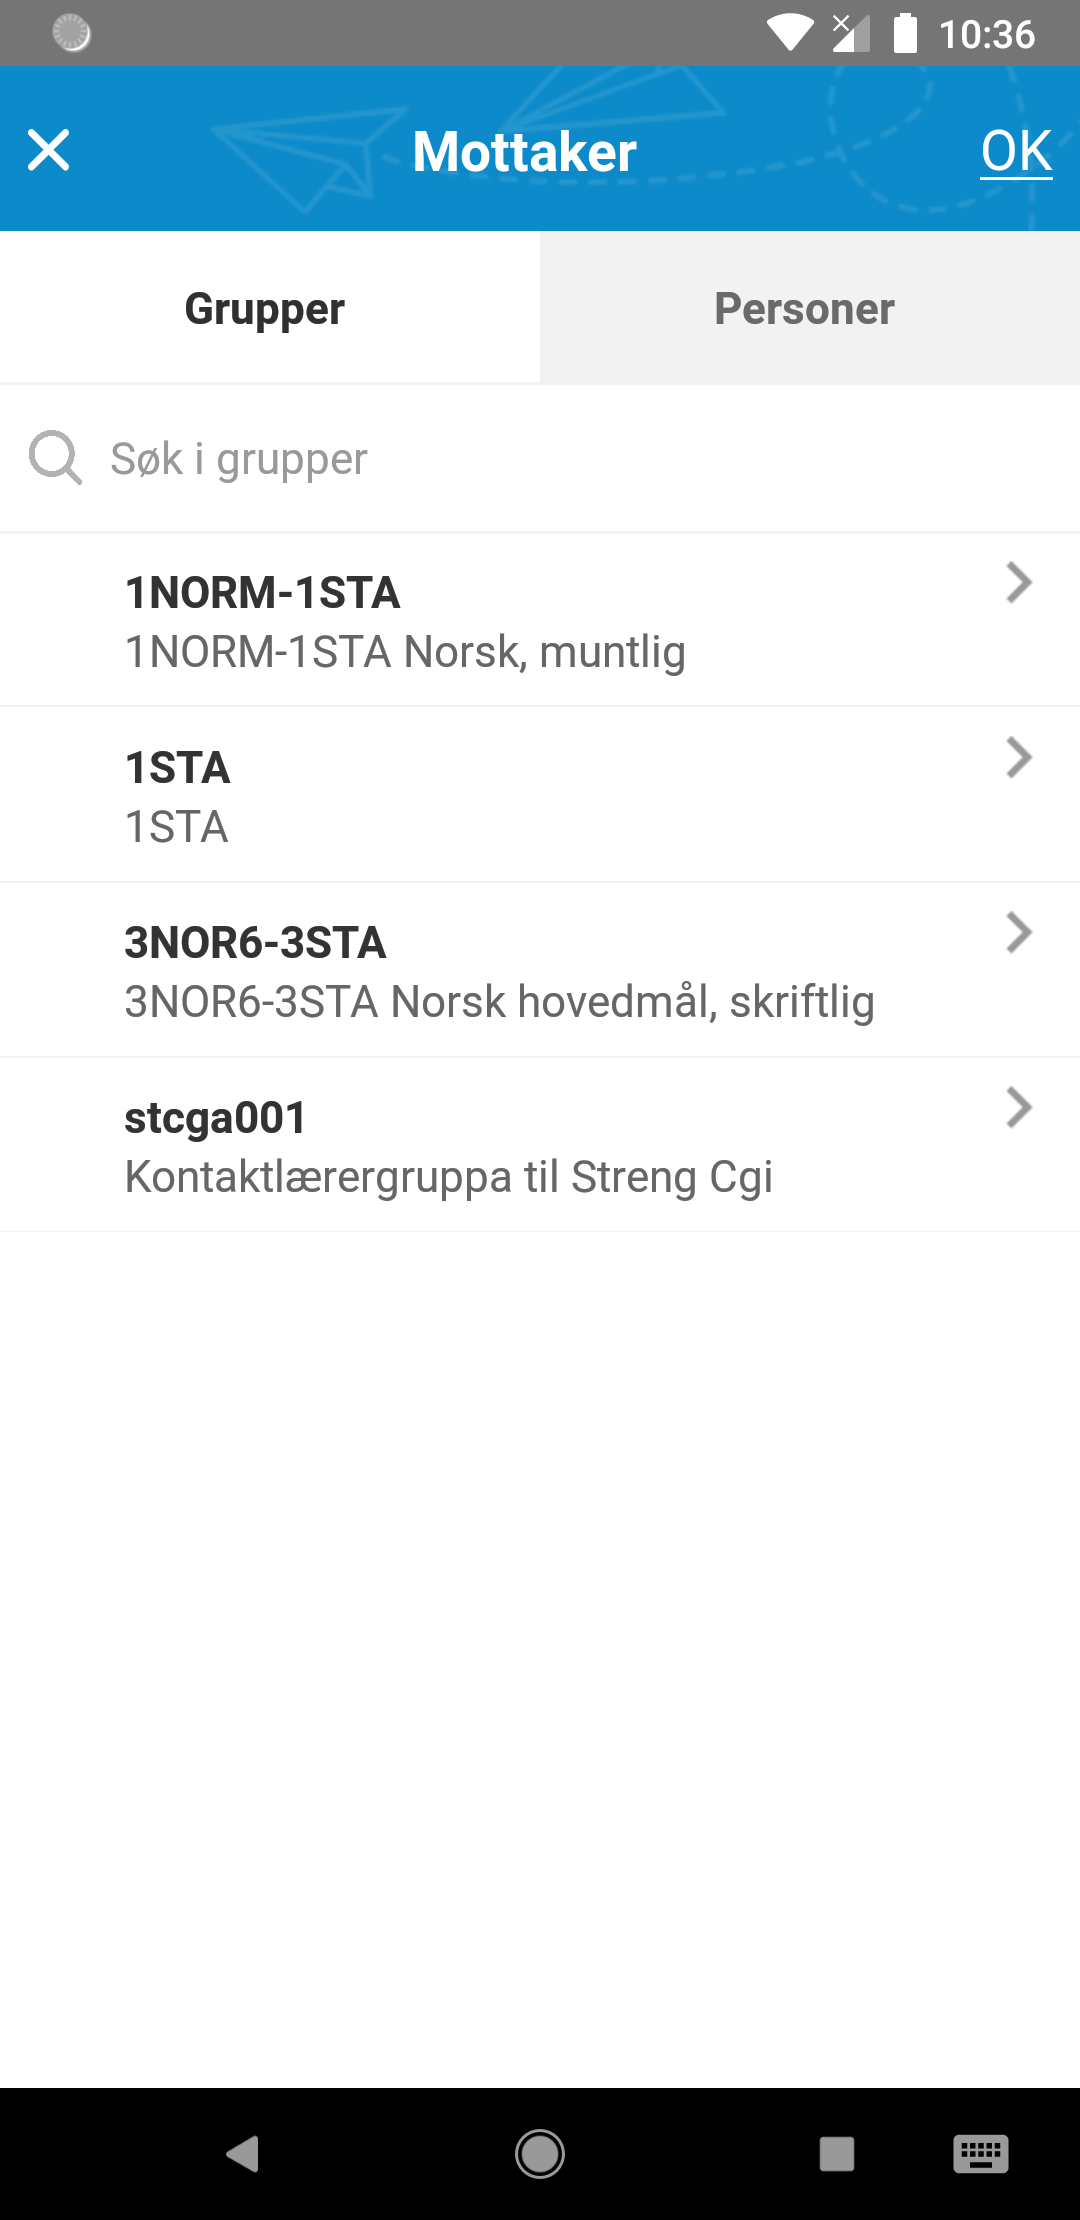 10:36
Mottaker
OK
Grupper
Personer
Søk i grupper
1NORM-1STA
1NORM-1STA Norsk, muntlig
1STA
1STA
3NOR6-3STA
3NOR6-3STA Norsk hovedmål, skriftlig
stcga001
Kontaktlærergruppa til Streng Cgi